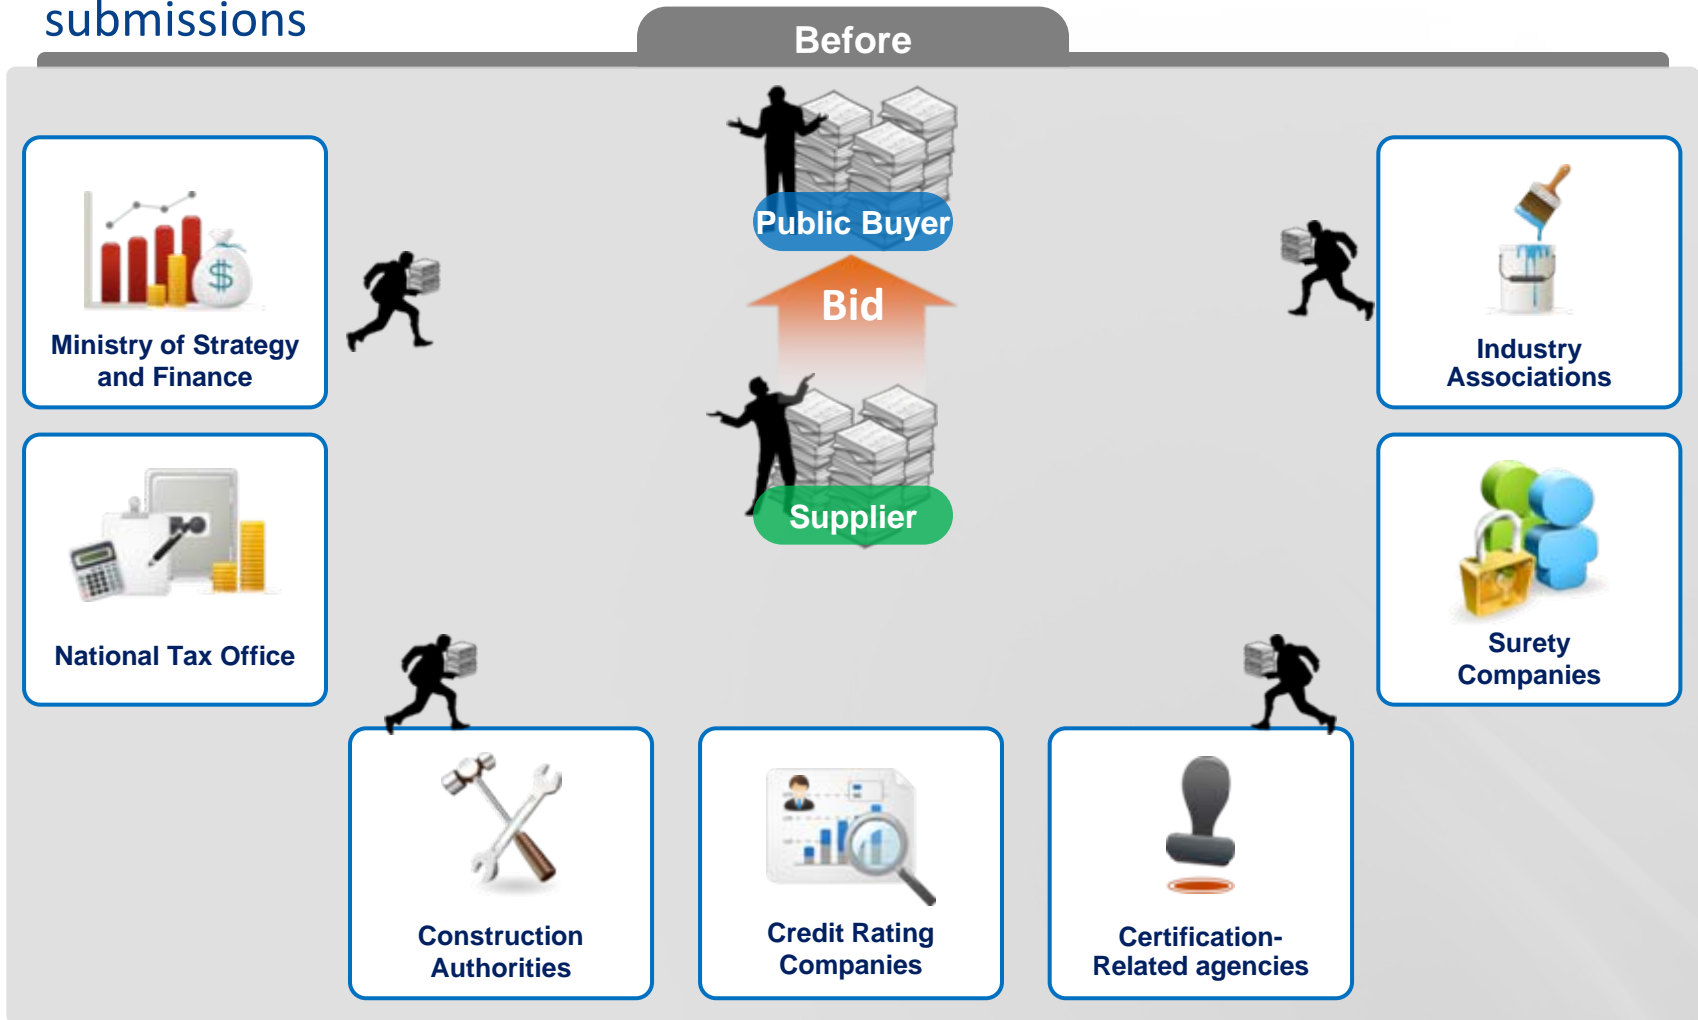 submissions
Before
Public Buyer
Bid
Supplier
Ministry of Strategy
and Finance
National Tax Office
Industry
Associations
Surety
Companies
Construction
Authorities
Credit Rating
Companies
Certification-
Related agencies